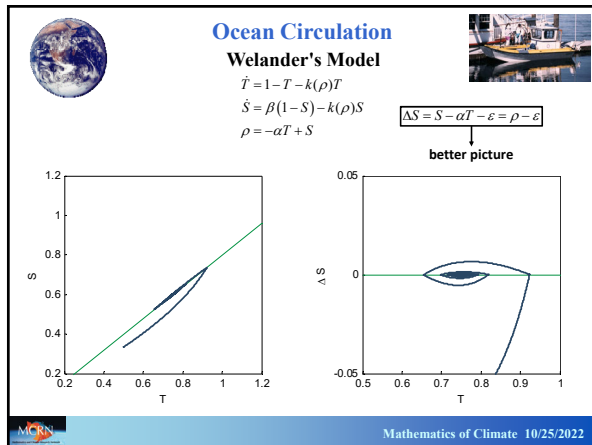 Ocean Circulation
Welander's Model
Ṫ = 1 − T − k(ρ)T
Ṡ = β(1 − S) − k(ρ)S
ρ = −αT + S
ΔS = S − αT − ε = ρ − ε
better picture
1.2
1
0.8
0.6
0.4
0.2
S
0.2 0.4 0.6 0.8 1 1.2
T
0.05
0
-0.05
Δ S
0.5 0.6 0.7 0.8 0.9 1
T
MCRN
Mathematics of Climate 10/25/2022